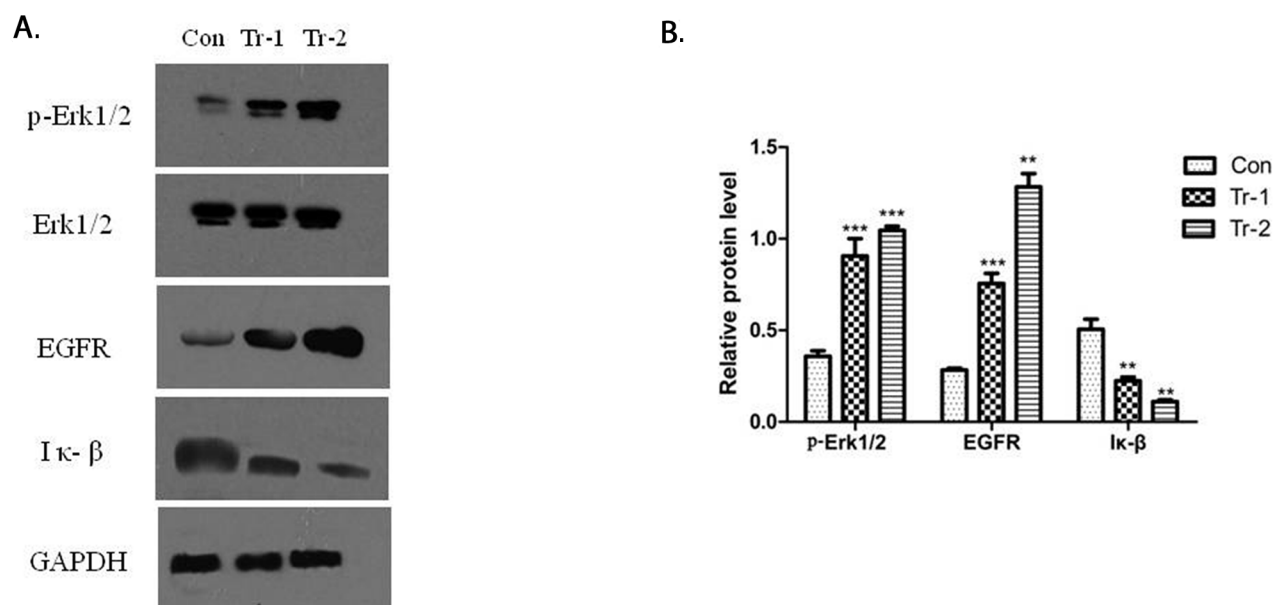 A.
Con Tr-1 Tr-2
p-Erk1/2
Erk1/2
EGFR
Iκ-β
GAPDH
B.
Relative protein level
1.5
1.0
0.5
0.0
*** ***
*** **
** **
p-Erk1/2 EGFR Iκ-β
Con
Tr-1
Tr-2